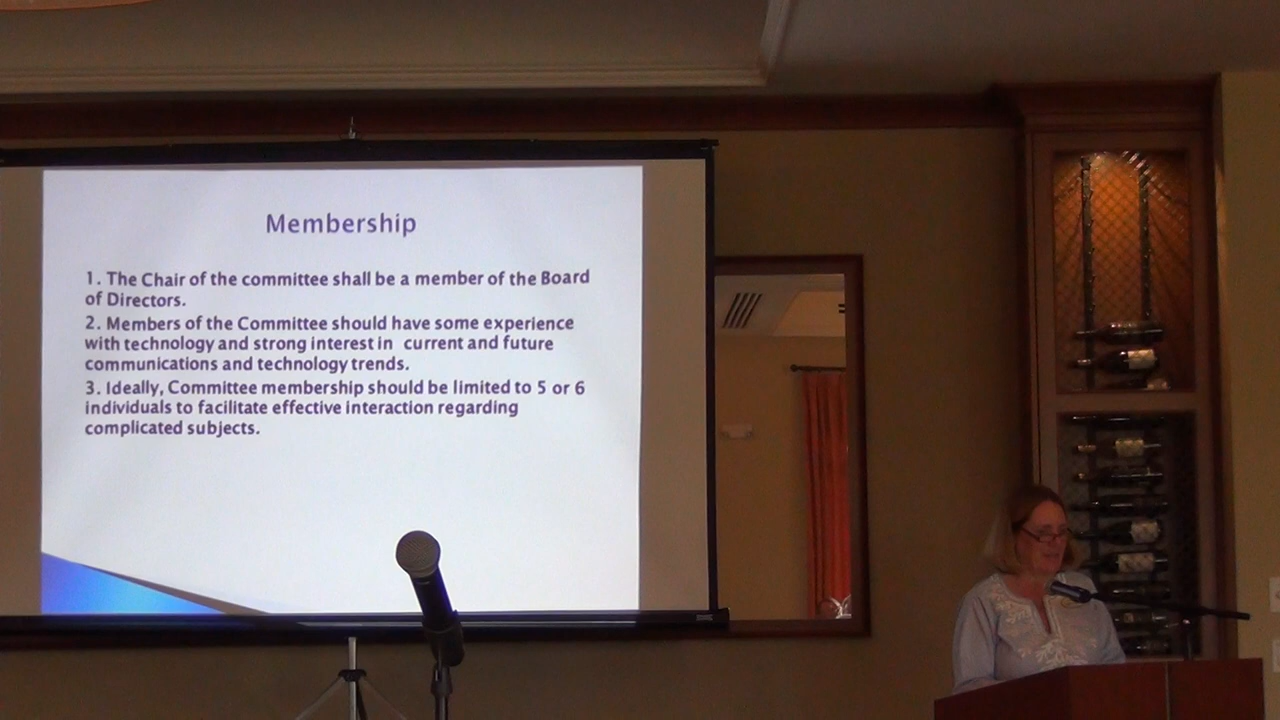 Membership
1. The Chair of the committee shall be a member of the Board
of Directors.
2. Members of the Committee should have some experience
with technology and strong interest in current and future
communications and technology trends.
3. Ideally, Committee membership should be limited to 5 or 6
individuals to facilitate effective interaction regarding
complicated subjects.